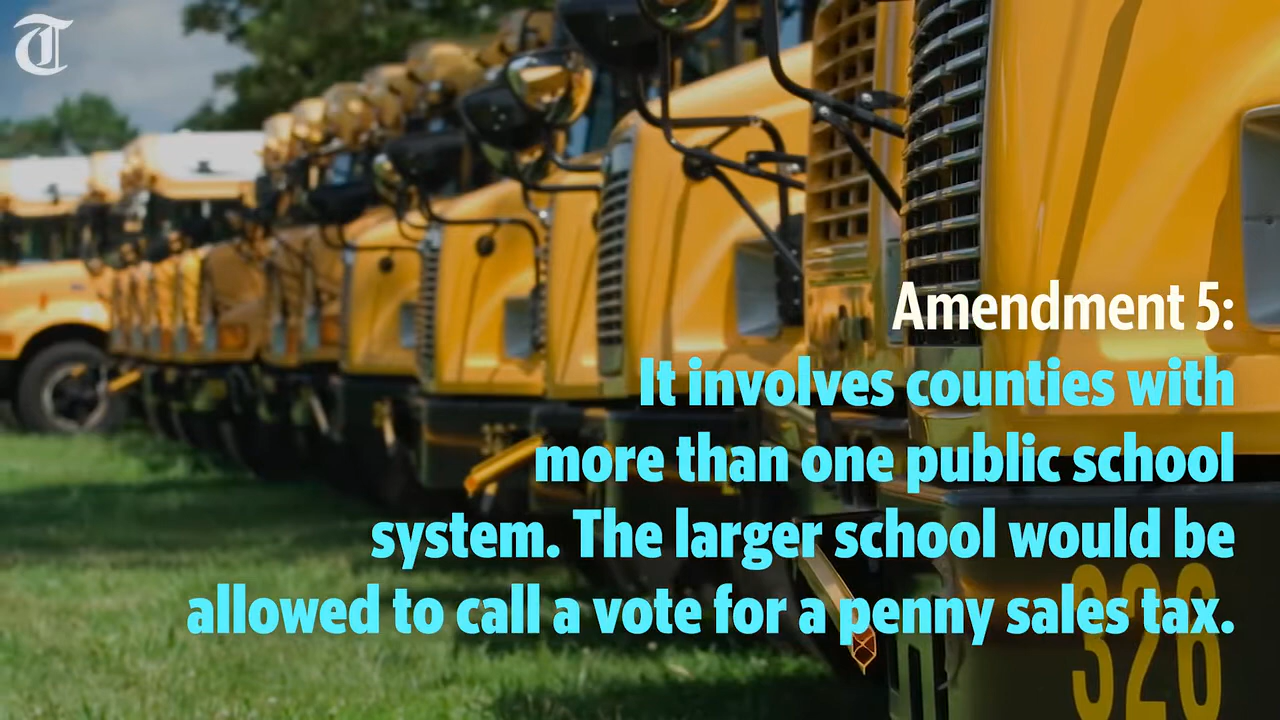 T
Amendment 5:
It involves counties with
more than one public school
system. The larger school would be
allowed to call a vote for a penny sales tax.
326